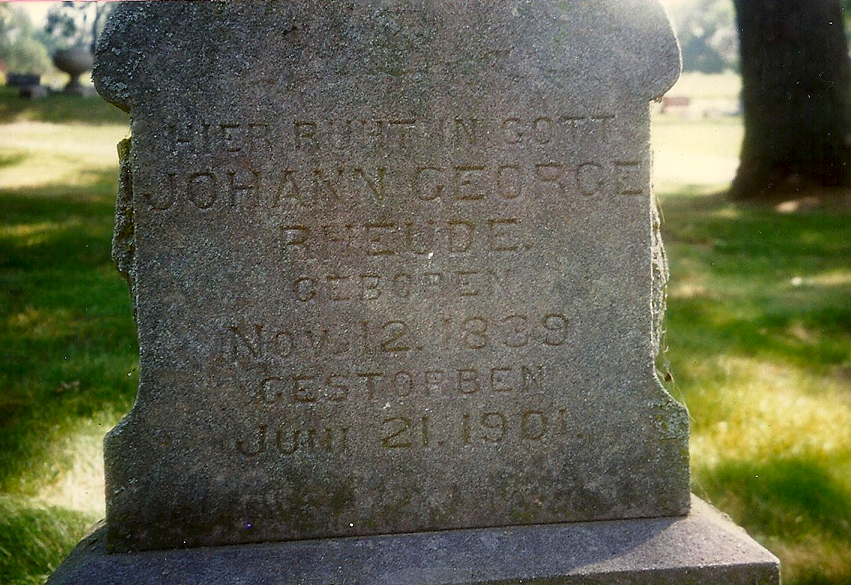 HIER RUHT IN GOTT
JOHANN GEORGE
RHEUDE.
GEBOREN
NOV. 12. 1839
GESTORBEN
JUNI 21. 1901.